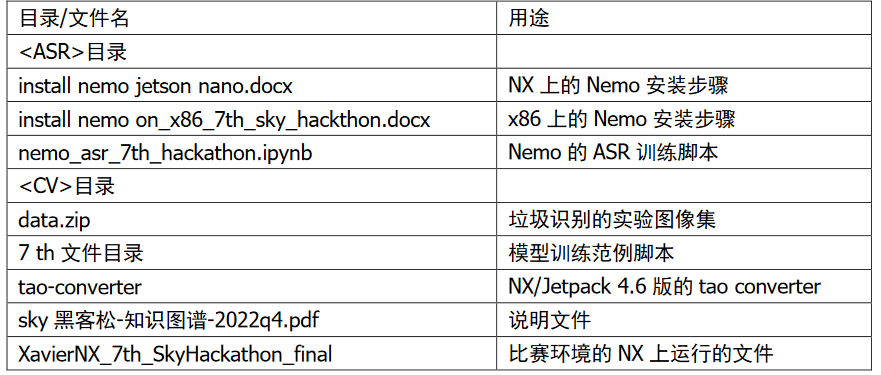 目录/文件名 用途
<ASR>目录
install nemo jetson nano.docx NX 上的 Nemo 安装步骤
install nemo on_x86_7th_sky_hackthon.docx x86 上的 Nemo 安装步骤
nemo_asr_7th_hackathon.ipynb Nemo 的 ASR 训练脚本
<CV>目录
data.zip 垃圾识别的实验图像集
7 th 文件目录 模型训练范例脚本
tao-converter NX/Jetpack 4.6 版的 tao converter
sky 黑客松-知识图谱-2022q4.pdf 说明文件
XavierNX_7th_SkyHackathon_final 比赛环境的 NX 上运行的文件